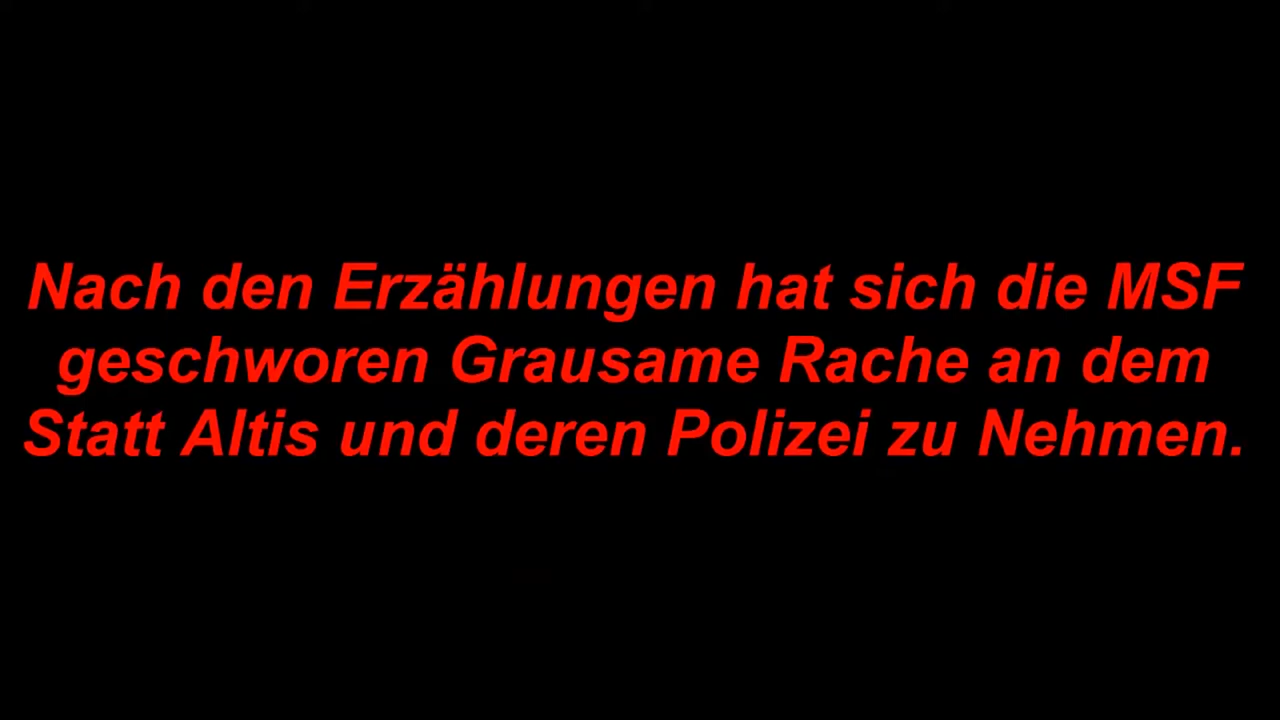 Nach den Erzählungen hat sich die MSF
geschworen Grausame Rache an dem
Statt Altis und deren Polizei zu Nehmen.